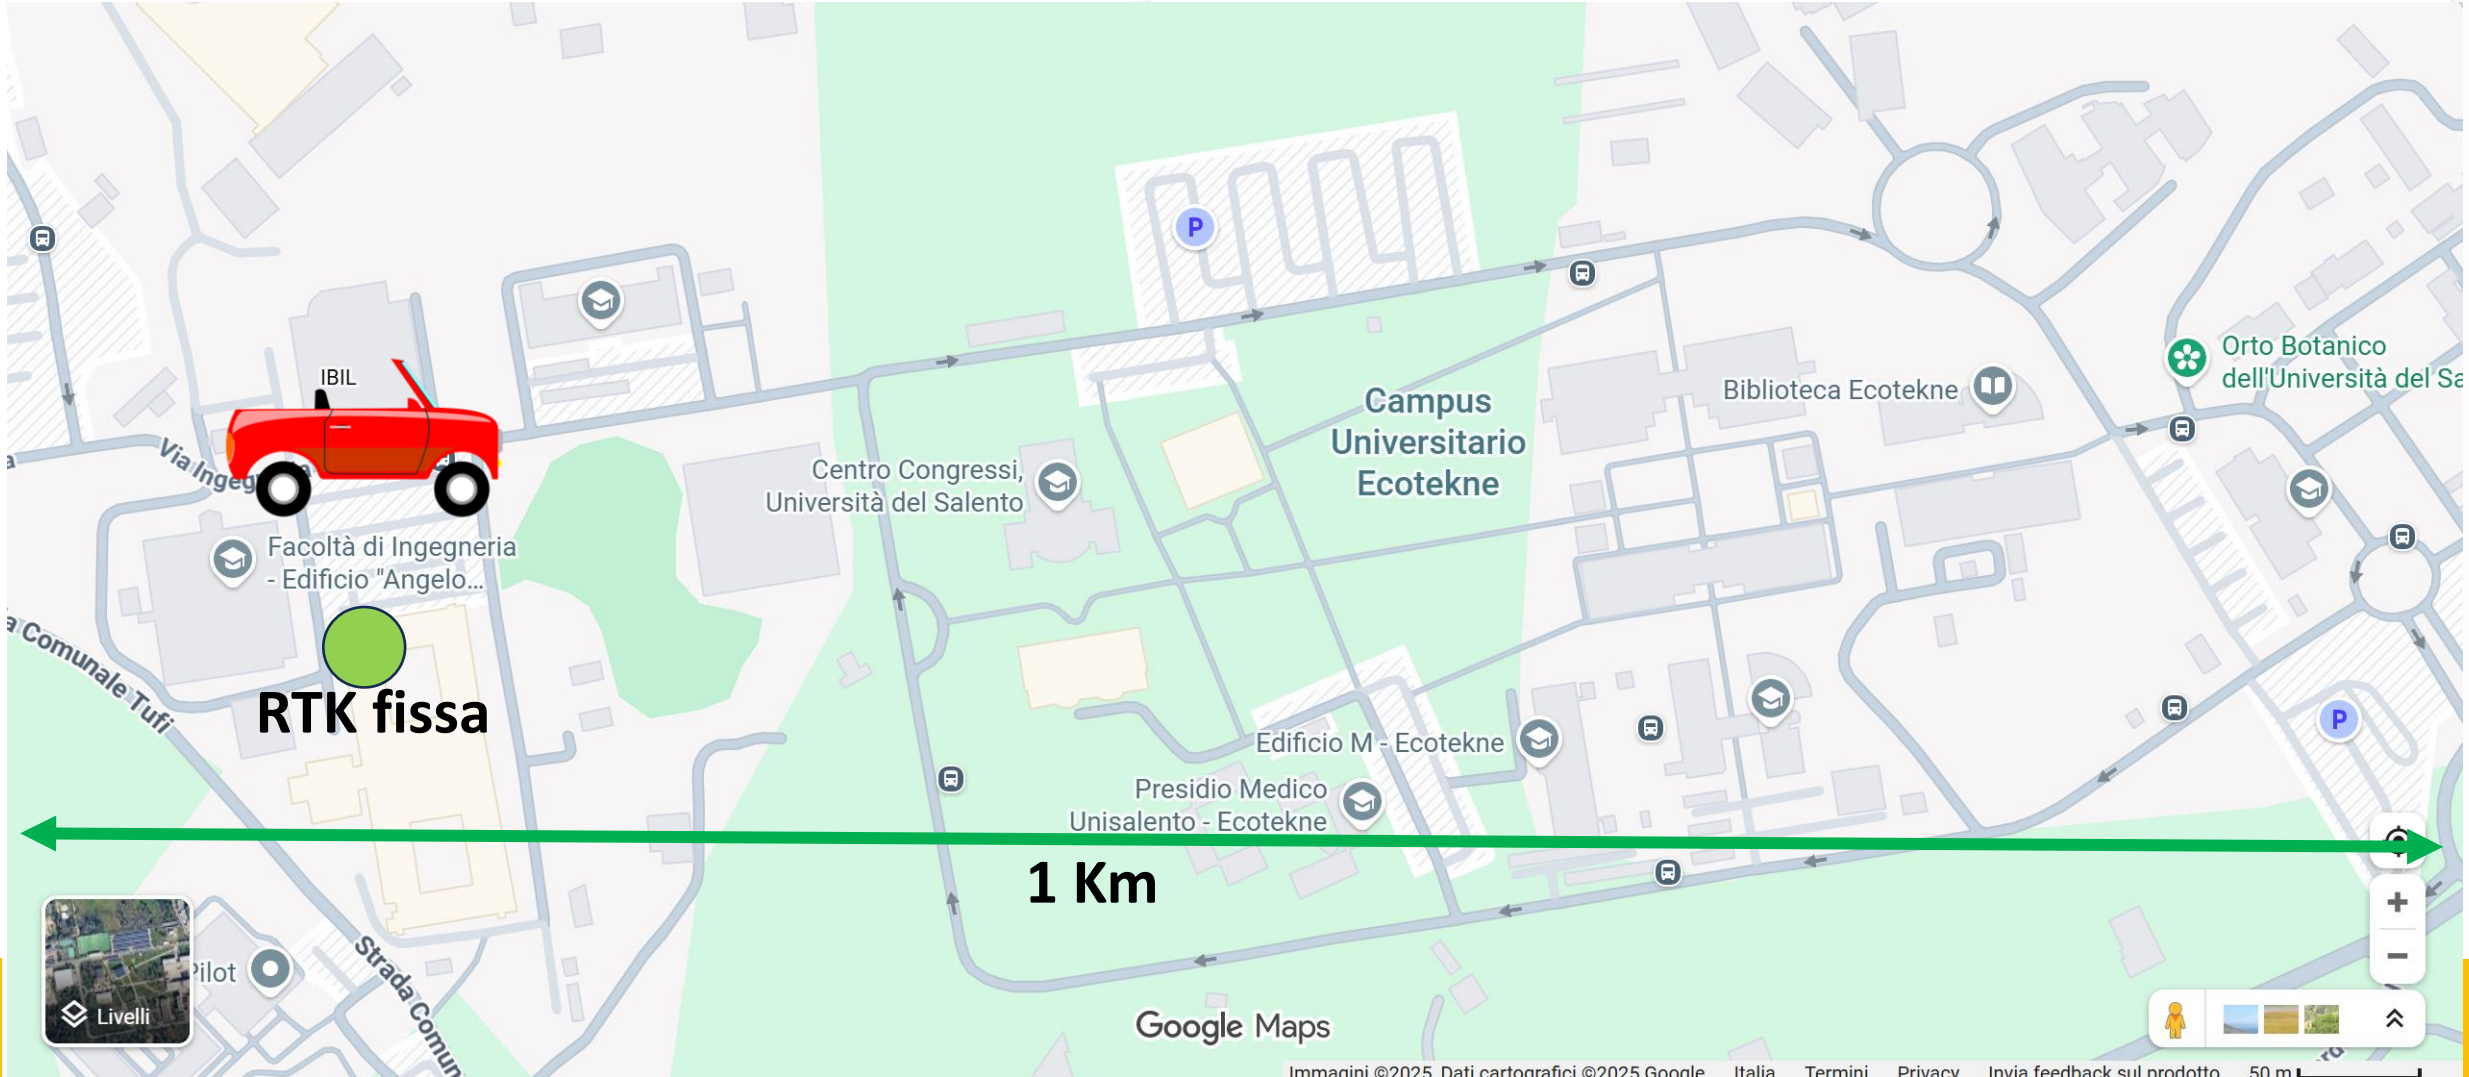 P
IBIL
Orto Botanico
dell'Università del Sa
Biblioteca Ecotekne
Campus
Universitario
Ecotekne
Via Ingeg
Centro Congressi,
Università del Salento
Facoltà di Ingegneria
- Edificio "Angelo...
a Comunale Tufi
RTK fissa
P
Edificio M - Ecotekne
Presidio Medico
Unisalento - Ecotekne
1 Km
Pilot
Strada Comun
Livelli
Google Maps
Immagini ©2025, Dati cartografici ©2025 Google Italia Termini Privacy Invia feedback sul prodotto 50 m